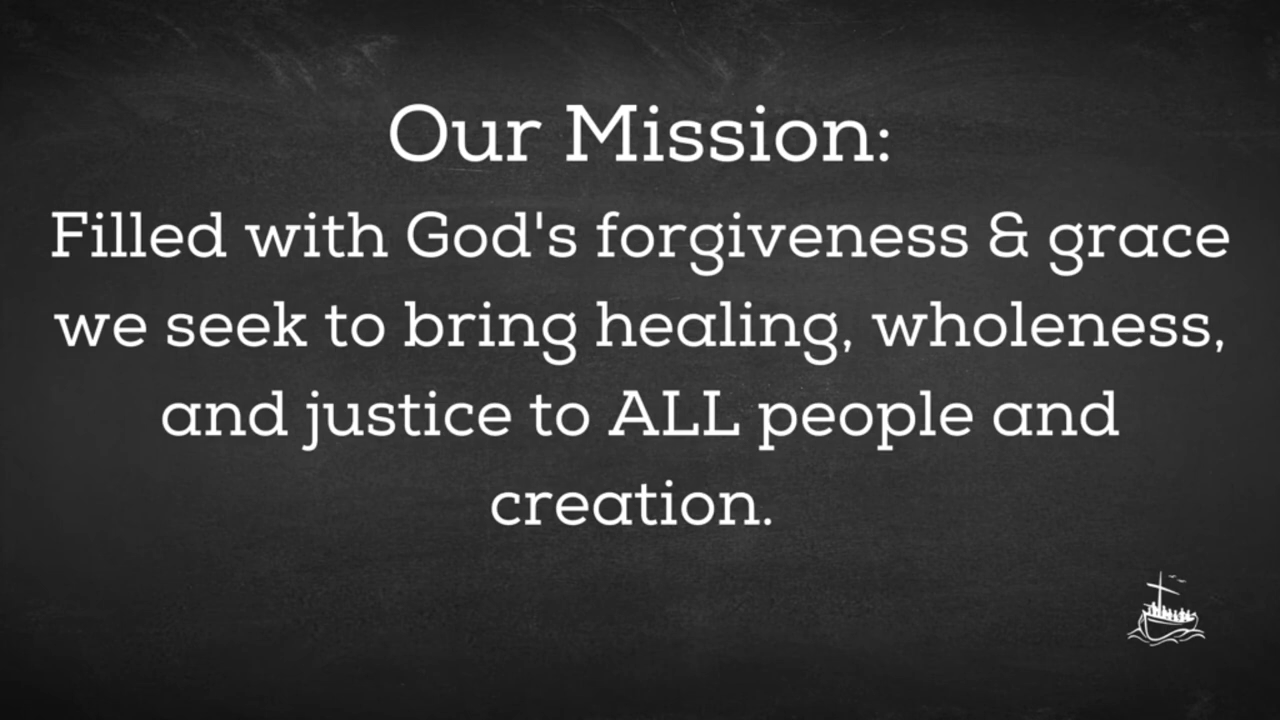 Our Mission:
Filled with God's forgiveness & grace
we seek to bring healing, wholeness,
and justice to ALL people and
creation.